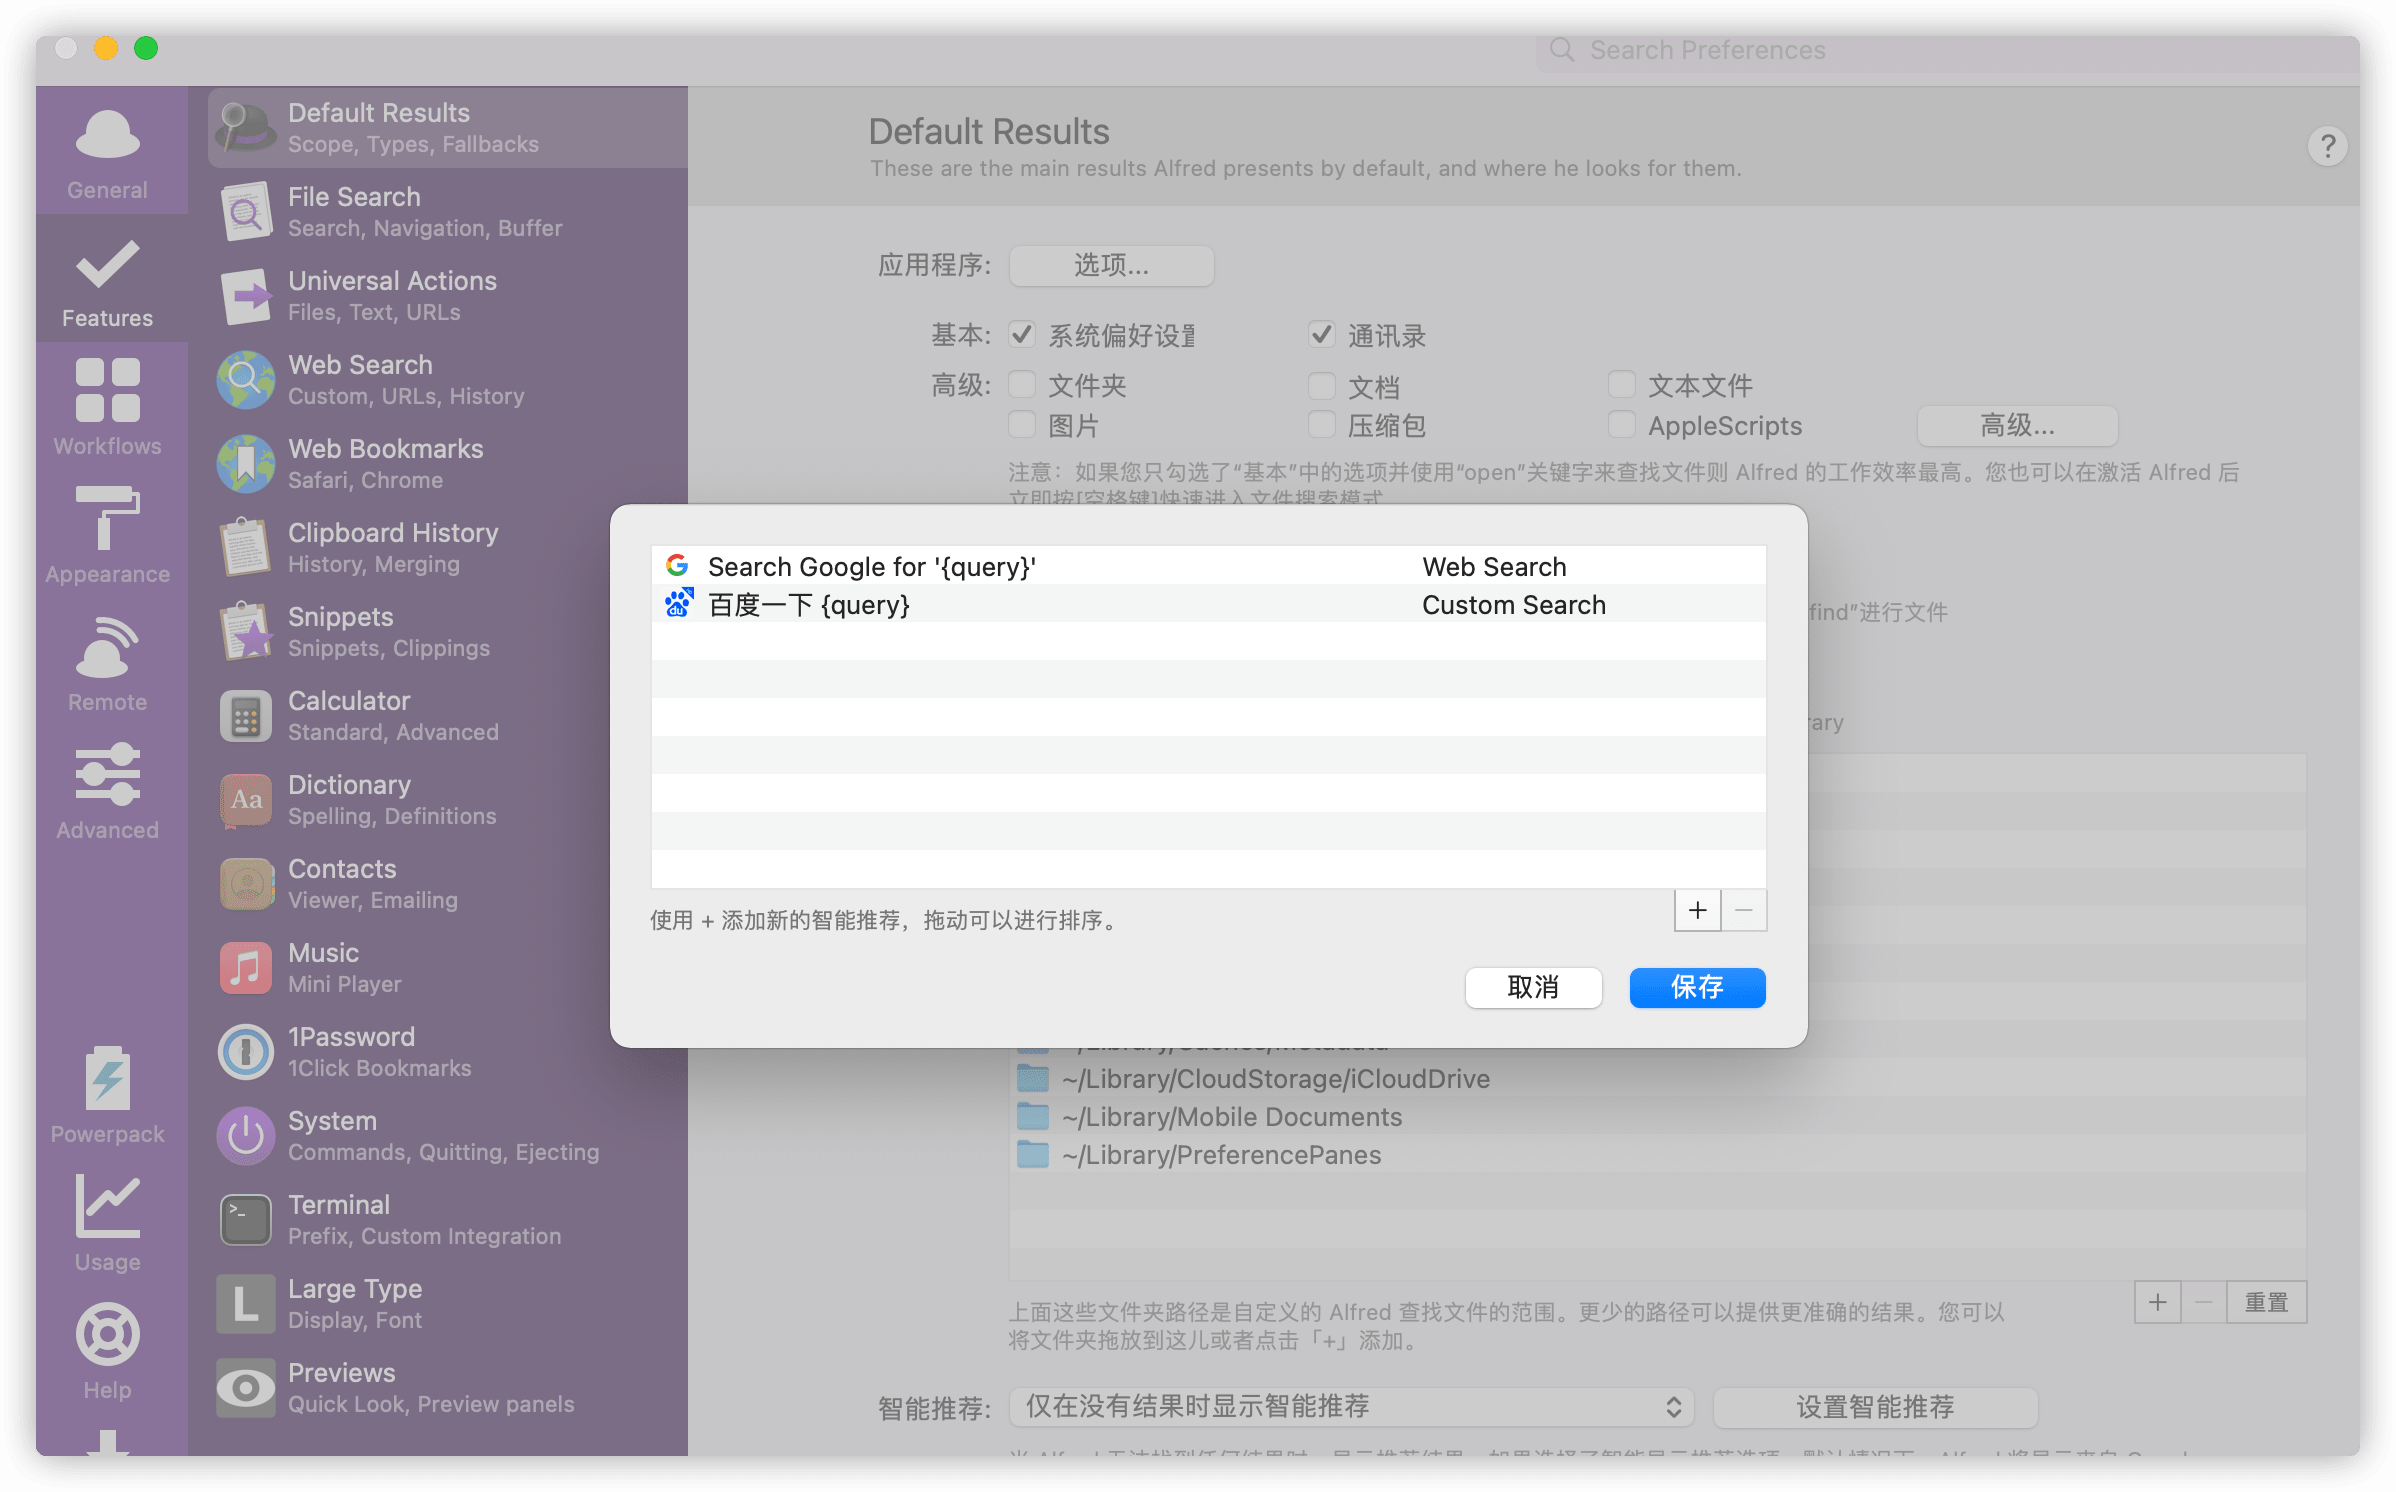 Search Preferences
General
Features
Workflows
Appearance
Remote
Advanced
Powerpack
Usage
Help
Default Results
Scope, Types, Fallbacks
File Search
Search, Navigation, Buffer
Universal Actions
Files, Text, URLs
Web Search
Custom, URLs, History
Web Bookmarks
Safari, Chrome
Clipboard History
History, Merging
Snippets
Snippets, Clippings
Calculator
Standard, Advanced
Aa
Dictionary
Spelling, Definitions
Contacts
Viewer, Emailing
Music
Mini Player
1Password
1Click Bookmarks
System
Commands, Quitting, Ejecting
>_
Terminal
Prefix, Custom Integration
L
Large Type
Display, Font
Previews
Quick Look, Preview panels
Default Results
These are the main results Alfred presents by default, and where he looks for them.
?
应用程序: 选项...
基本: 系统偏好设置 通讯录
高级: 文件夹 文档 文本文件
图片 压缩包 AppleScripts 高级...
注意：如果您只勾选了“基本”中的选项并使用“open”关键字来查找文件则 Alfred 的工作效率最高。您也可以在激活 Alfred 后
立即按[空格键]快速进入文件搜索模式
find”进行文件
rary
Search Google for '{query}' Web Search
du 百度一下 {query} Custom Search
使用 + 添加新的智能推荐，拖动可以进行排序。
+ −
取消 保存
~/Library/Caches/Metadata
~/Library/CloudStorage/iCloudDrive
~/Library/Mobile Documents
~/Library/PreferencePanes
上面这些文件夹路径是自定义的 Alfred 查找文件的范围。更少的路径可以提供更准确的结果。您可以
将文件夹拖放到这儿或者点击「+」添加。
+ − 重置
智能推荐: 仅在没有结果时显示智能推荐 设置智能推荐